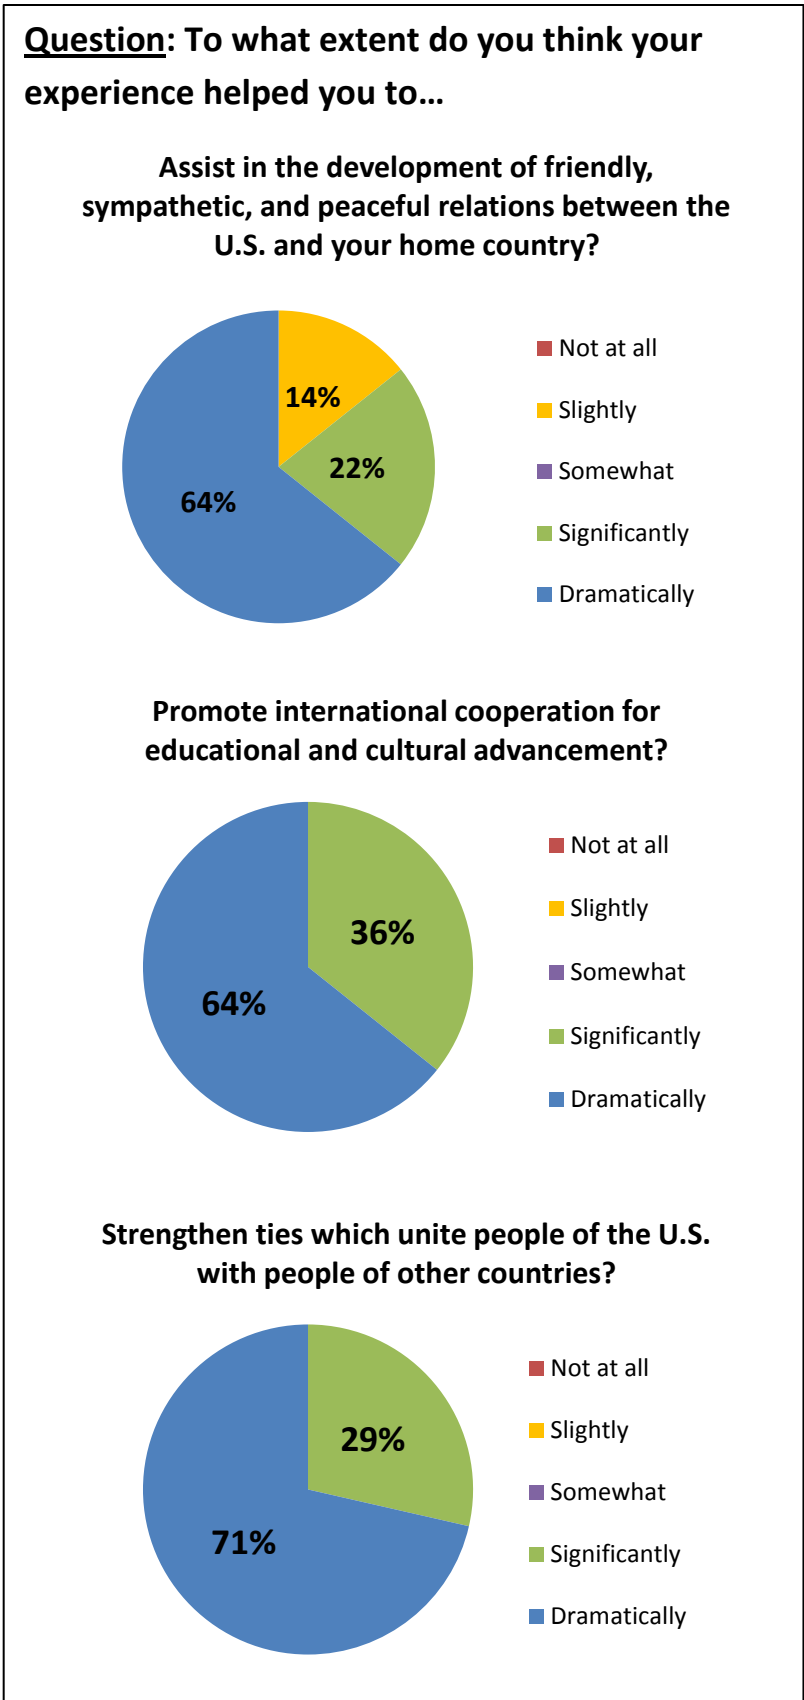 Question: To what extent do you think your
experience helped you to…
Assist in the development of friendly,
sympathetic, and peaceful relations between the
U.S. and your home country?
14%
22%
64%
Not at all
Slightly
Somewhat
Significantly
Dramatically
Promote international cooperation for
educational and cultural advancement?
36%
64%
Not at all
Slightly
Somewhat
Significantly
Dramatically
Strengthen ties which unite people of the U.S.
with people of other countries?
29%
71%
Not at all
Slightly
Somewhat
Significantly
Dramatically